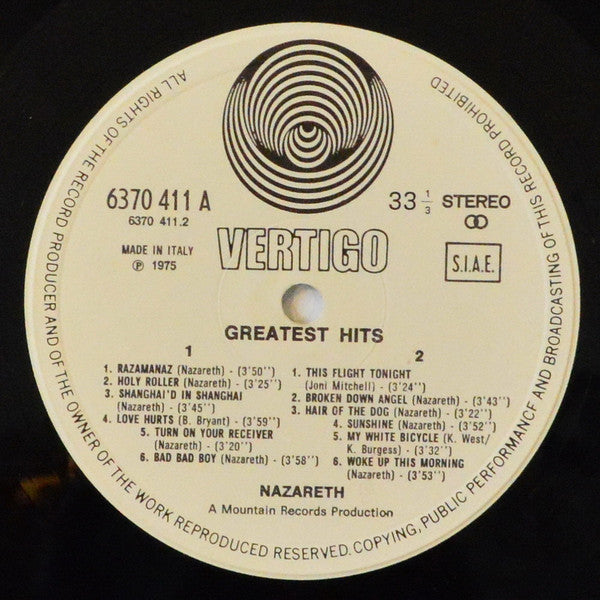 ALL RIGHTS OF THE RECORD PRODUCER AND OF THE OWNER OF THE WORK REPRODUCED RESERVED. COPYING, PUBLIC PERFORMANCE AND BROADCASTING OF THIS RECORD PROHIBITED
6370 411 A
6370 411.2
33 1/3 STEREO
MADE IN ITALY
℗ 1975
VERTIGO
S.I.A.E.
GREATEST HITS
1
1. RAZAMANAZ (Nazareth) - (3'50'')
2. HOLY ROLLER (Nazareth) - (3'25'')
3. SHANGHAI'D IN SHANGHAI
(Nazareth) - (3'45'')
4. LOVE HURTS (B. Bryant) - (3'59'')
5. TURN ON YOUR RECEIVER
(Nazareth) - (3'20'')
6. BAD BAD BOY (Nazareth) - (3'58'')
2
1. THIS FLIGHT TONIGHT
(Joni Mitchell) - (3'24'')
2. BROKEN DOWN ANGEL (Nazareth) - (3'43'')
3. HAIR OF THE DOG (Nazareth) - (3'22'')
4. SUNSHINE (Nazareth) - (3'52'')
5. MY WHITE BICYCLE (K. West/
K. Burgess) - (3'32'')
6. WOKE UP THIS MORNING
(Nazareth) - (3'53'')
NAZARETH
A Mountain Records Production